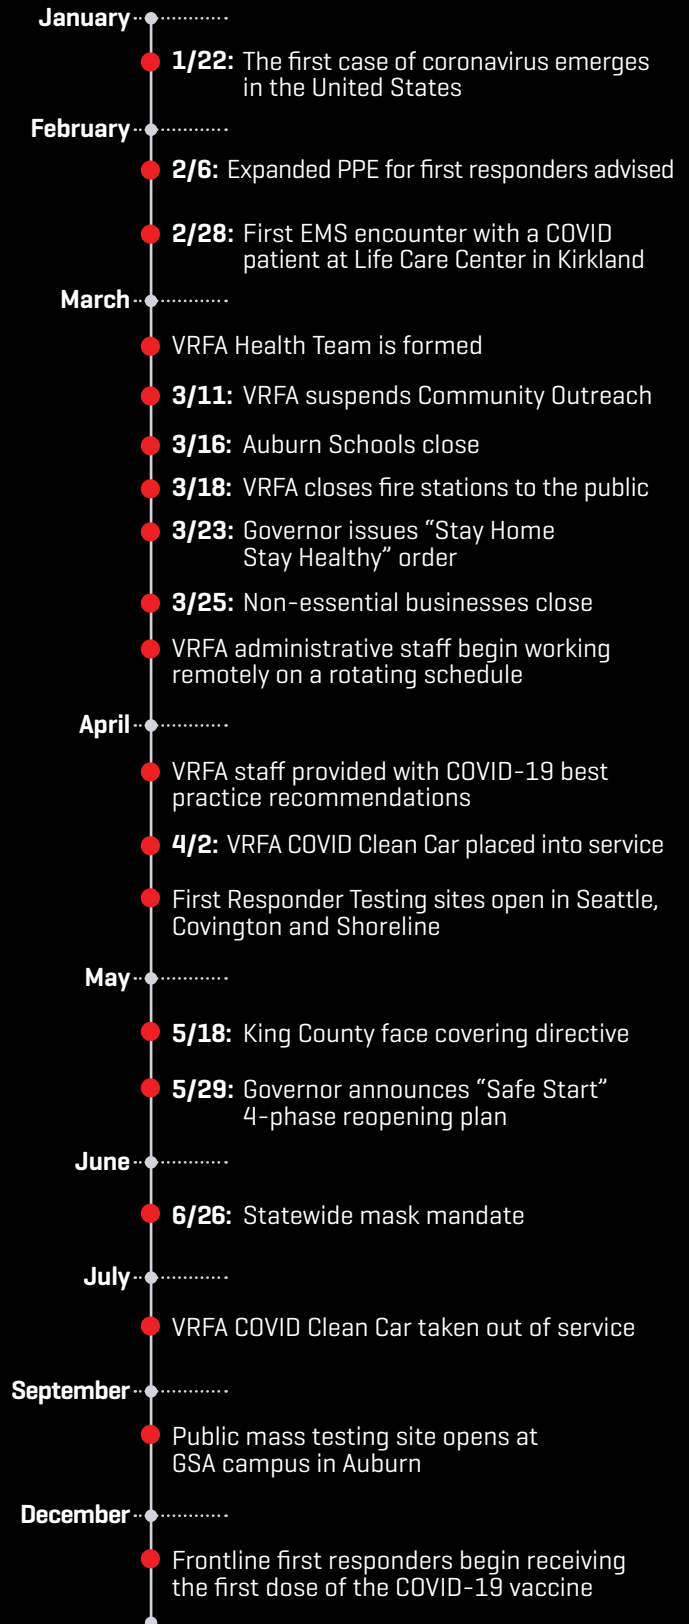 January
1/22: The first case of coronavirus emerges
in the United States
February
2/6: Expanded PPE for first responders advised
2/28: First EMS encounter with a COVID
patient at Life Care Center in Kirkland
March
VRFA Health Team is formed
3/11: VRFA suspends Community Outreach
3/16: Auburn Schools close
3/18: VRFA closes fire stations to the public
3/23: Governor issues “Stay Home
Stay Healthy” order
3/25: Non-essential businesses close
VRFA administrative staff begin working
remotely on a rotating schedule
April
VRFA staff provided with COVID-19 best
practice recommendations
4/2: VRFA COVID Clean Car placed into service
First Responder Testing sites open in Seattle,
Covington and Shoreline
May
5/18: King County face covering directive
5/29: Governor announces “Safe Start”
4-phase reopening plan
June
6/26: Statewide mask mandate
July
VRFA COVID Clean Car taken out of service
September
Public mass testing site opens at
GSA campus in Auburn
December
Frontline first responders begin receiving
the first dose of the COVID-19 vaccine